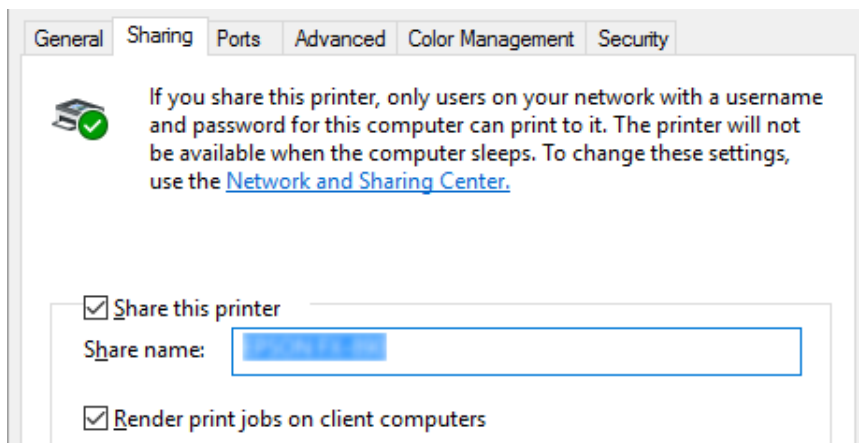 General Sharing Ports Advanced Color Management Security
If you share this printer, only users on your network with a username
and password for this computer can print to it. The printer will not
be available when the computer sleeps. To change these settings,
use the Network and Sharing Center.
Share this printer
Share name:
Render print jobs on client computers